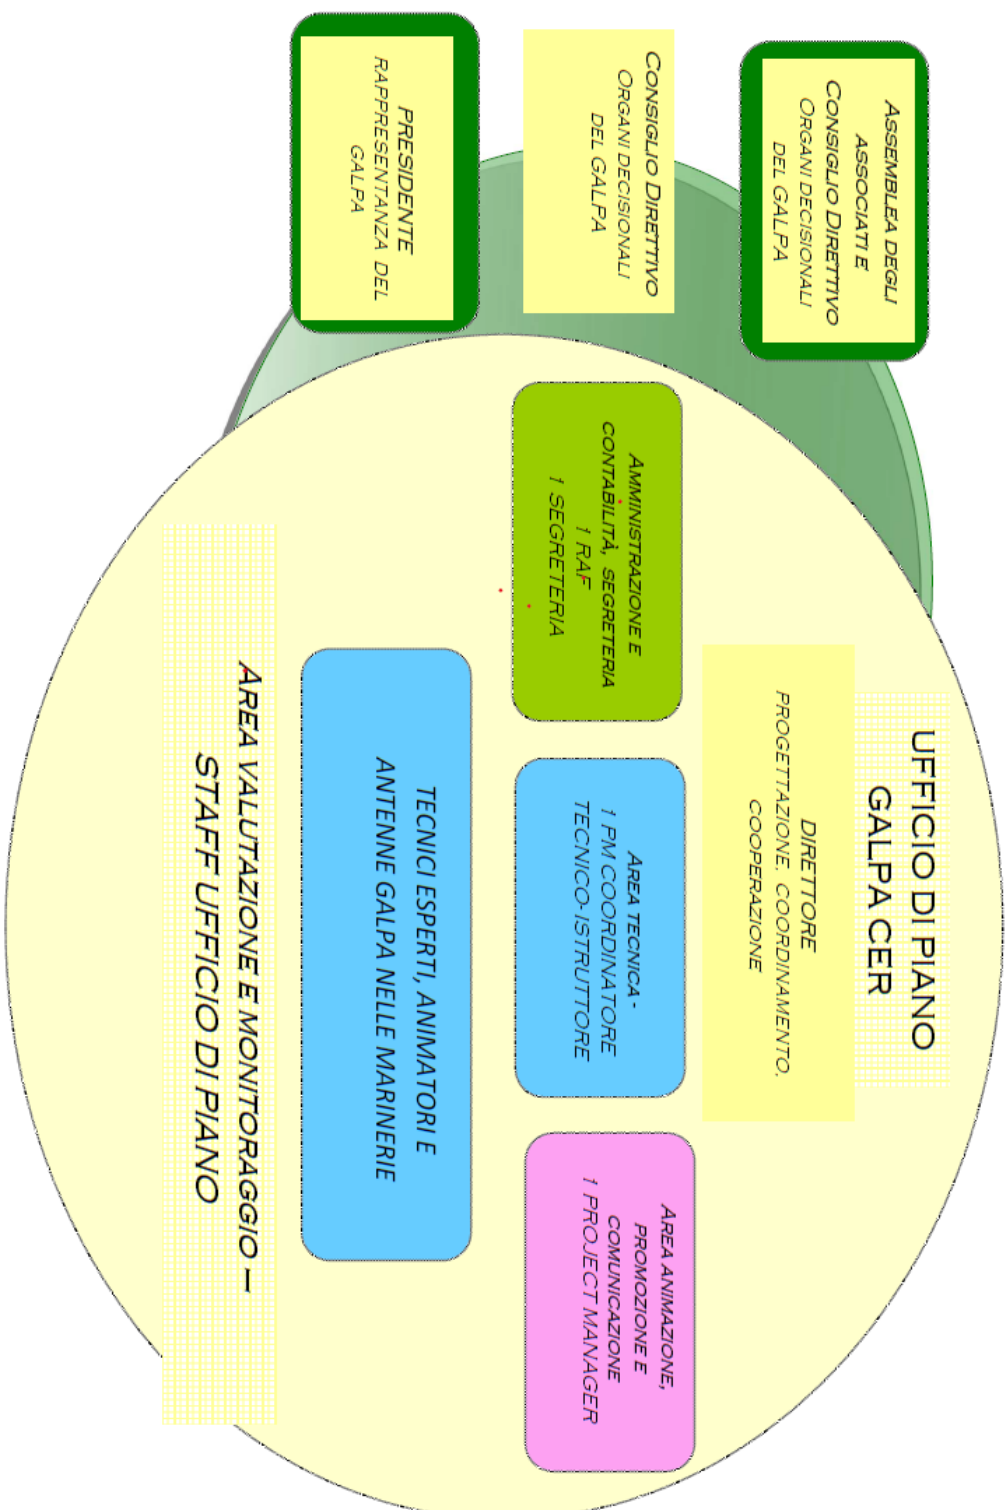 ASSEMBLEA DEGLI
ASSOCIATI E
CONSIGLIO DIRETTIVO
ORGANI DECISIONALI
DEL GALPA
CONSIGLIO DIRETTIVO
ORGANI DECISIONALI
DEL GALPA
PRESIDENTE
RAPPRESENTANZA DEL
GALPA
UFFICIO DI PIANO
GALPA CER
DIRETTORE
PROGETTAZIONE, COORDINAMENTO,
COOPERAZIONE
AMMINISTRAZIONE E
CONTABILITÀ, SEGRETERIA
1 RAF
1 SEGRETERIA
AREA TECNICA -
1 PM COORDINATORE
TECNICO-ISTRUTTORE
AREA ANIMAZIONE,
PROMOZIONE E
COMUNICAZIONE
1 PROJECT MANAGER
TECNICI ESPERTI, ANIMATORI E
ANTENNE GALPA NELLE MARINERIE
AREA VALUTAZIONE E MONITORAGGIO –
STAFF UFFICIO DI PIANO